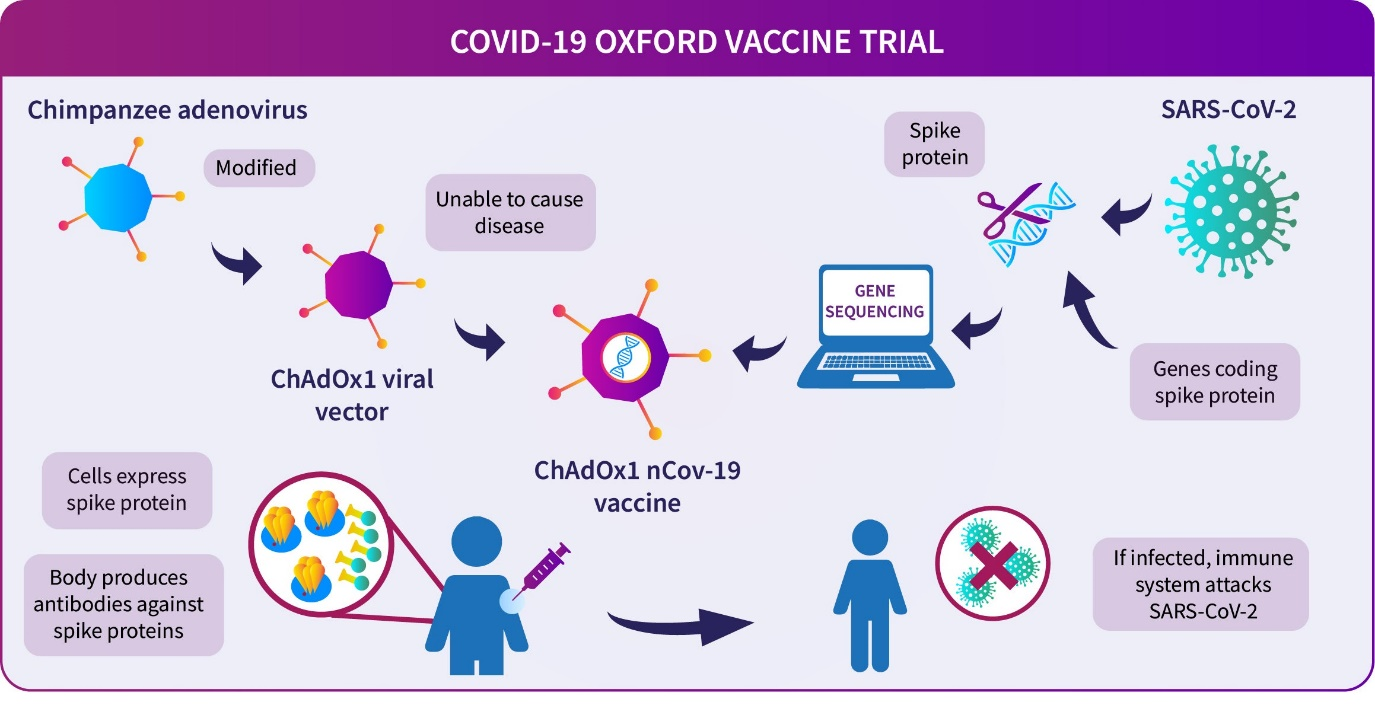 COVID-19 OXFORD VACCINE TRIAL
Chimpanzee adenovirus
Modified
Unable to cause
disease
ChAdOx1 viral
vector
Spike
protein
SARS-CoV-2
GENE
SEQUENCING
Genes coding
spike protein
ChAdOx1 nCov-19
vaccine
Cells express
spike protein
Body produces
antibodies against
spike proteins
If infected, immune
system attacks
SARS-CoV-2